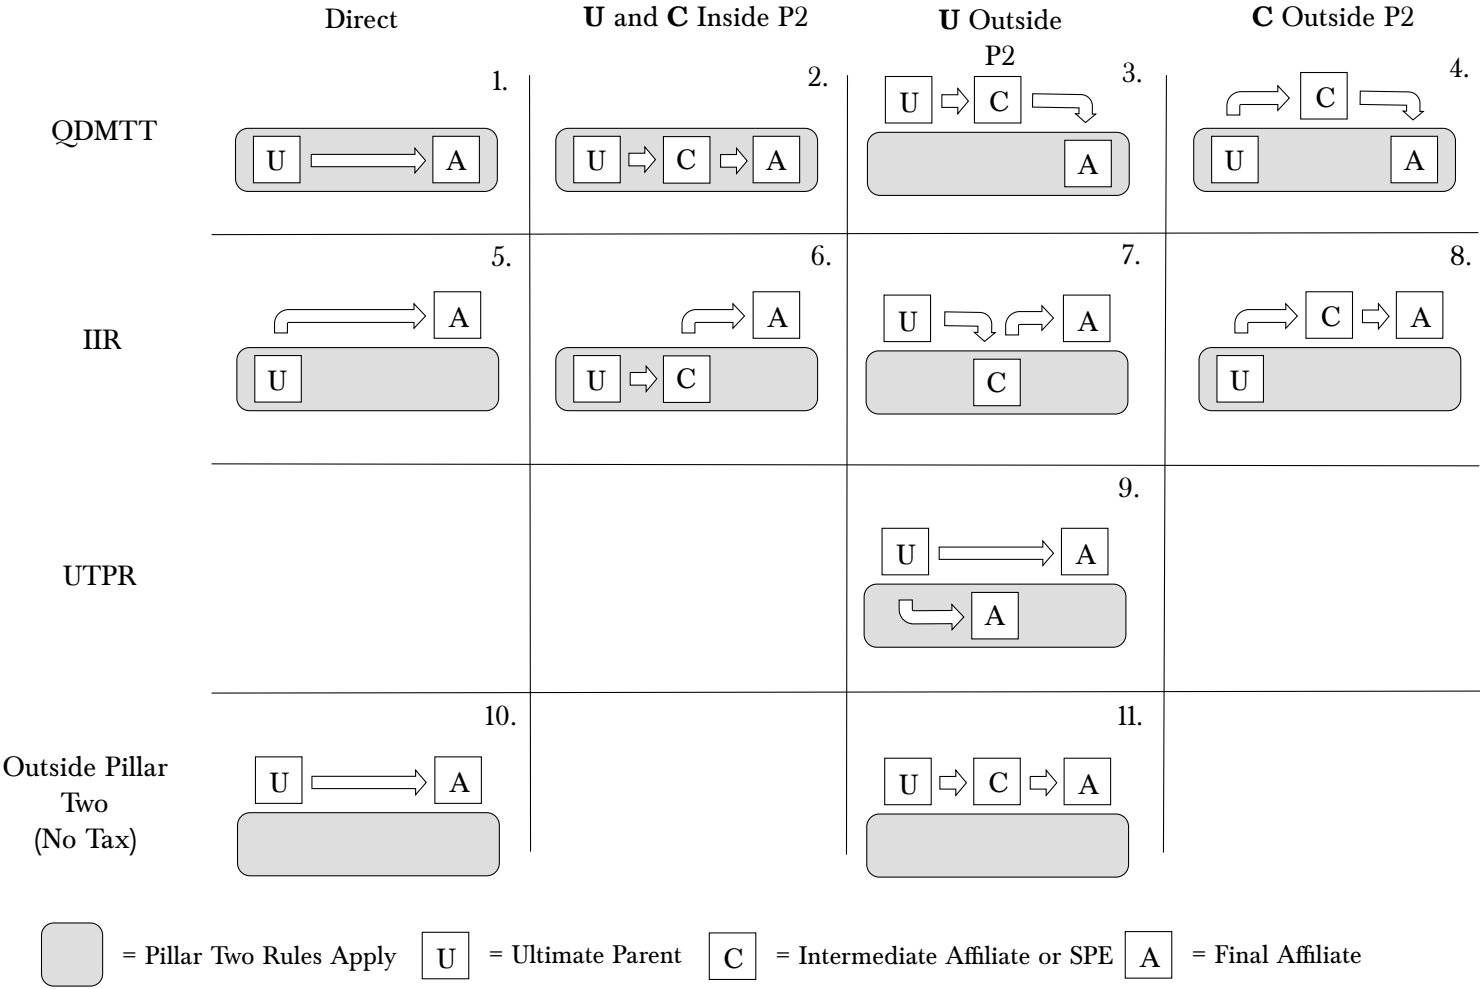 Direct
U and C Inside P2
U Outside
P2
C Outside P2
QDMTT
1.
U A
2.
U C A
3.
U C
A
4.
C
U A
IIR
5.
A
U
6.
A
U C
7.
U A
C
8.
C A
U
UTPR
9.
U A
A
Outside Pillar
Two
(No Tax)
10.
U A
11.
U C A
= Pillar Two Rules Apply U = Ultimate Parent C = Intermediate Affiliate or SPE A = Final Affiliate